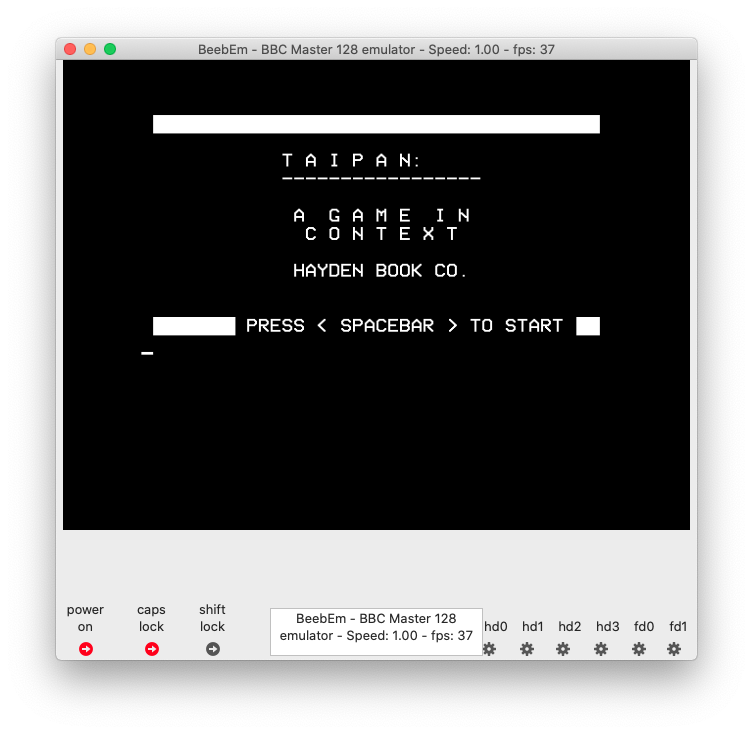 BeebEm - BBC Master 128 emulator - Speed: 1.00 - fps: 37
T A I P A N:
-----------------
A G A M E I N
C O N T E X T
HAYDEN BOOK CO.
PRESS < SPACEBAR > TO START
power on
caps lock
shift lock
BeebEm - BBC Master 128
emulator - Speed: 1.00 - fps: 37
hd0 hd1 hd2 hd3 fd0 fd1